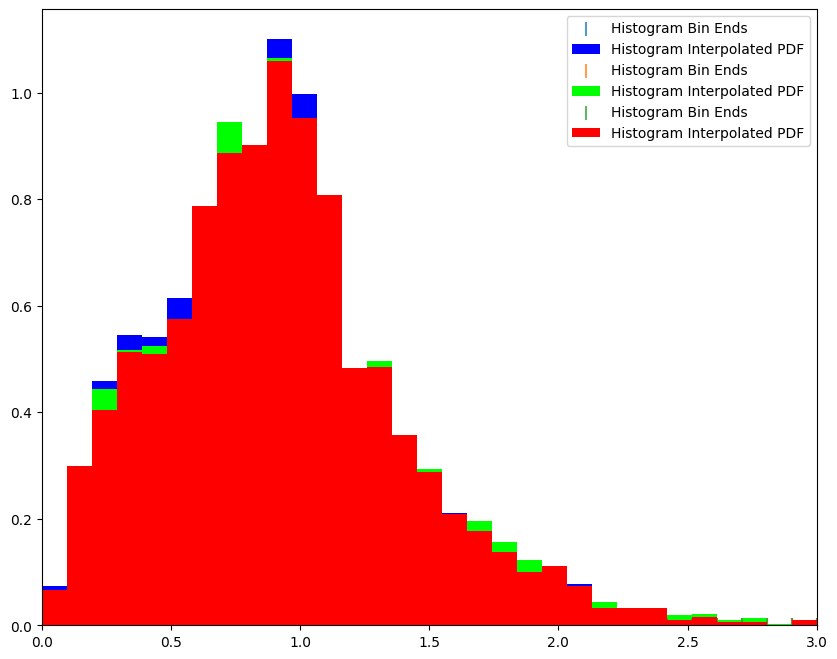 Histogram Bin Ends
Histogram Interpolated PDF
Histogram Bin Ends
Histogram Interpolated PDF
Histogram Bin Ends
Histogram Interpolated PDF
1.0
0.8
0.6
0.4
0.2
0.0
0.0 0.5 1.0 1.5 2.0 2.5 3.0